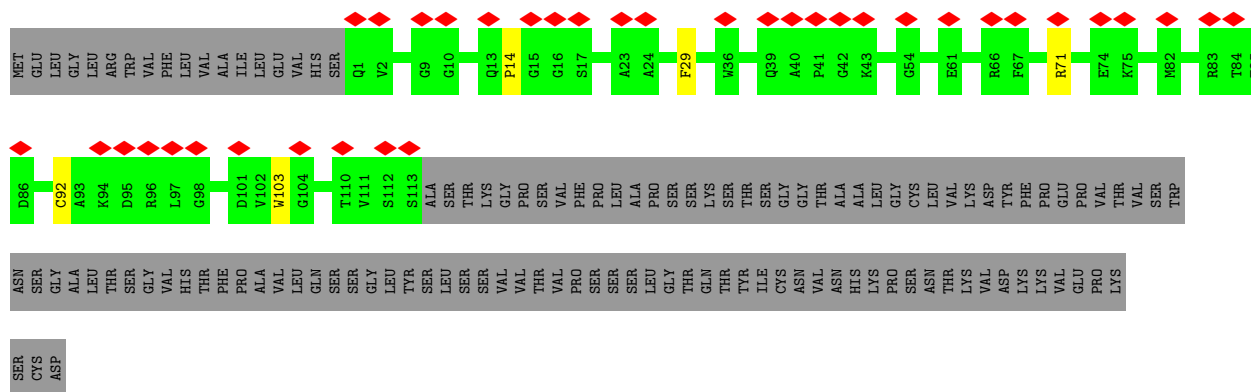 MET GLU LEU GLY LEU ARG TRP VAL PHE LEU VAL ALA ILE LEU GLU VAL HIS SER Q1 V2 G9 G10 Q13 P14 G15 G16 S17 A23 A24 F29 W36 Q39 A40 P41 G42 K43 G54 E61 R66 F67 R71 E74 K75 M82 R83 T84
D86 C92 A93 K94 D95 R96 L97 G98 D101 V102 W103 G104 T110 V111 S112 S113 ALA SER THR LYS GLY PRO SER VAL PHE PRO LEU ALA PRO SER SER LYS SER THR SER GLY GLY THR ALA ALA LEU GLY CYS LEU VAL LYS ASP TYR PHE PRO GLU PRO VAL THR VAL SER TRP
ASN SER GLY ALA LEU THR SER GLY VAL HIS THR PHE PRO ALA VAL LEU GLN SER SER GLY LEU TYR SER LEU SER SER VAL VAL THR VAL PRO SER SER SER LEU GLY THR GLN THR TYR ILE CYS ASN VAL ASN HIS LYS PRO SER ASN THR LYS VAL ASP LYS LYS VAL GLU PRO LYS
SER CYS ASP